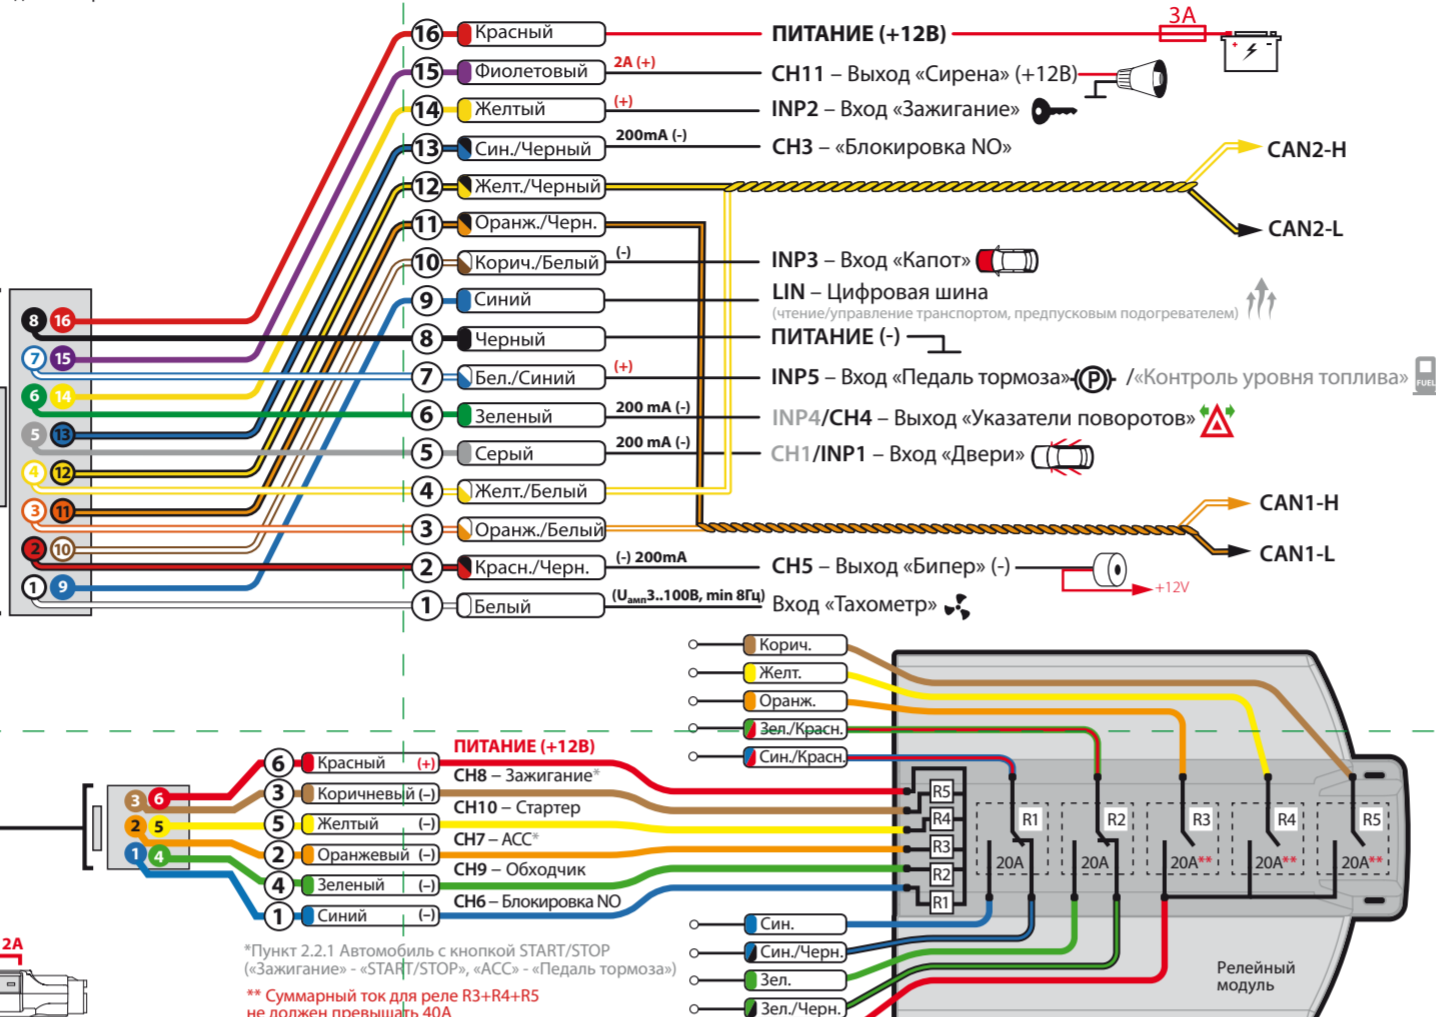 3А
16 Красный ПИТАНИЕ (+12В)
15 Фиолетовый 2А (+) CH11 – Выход «Сирена» (+12В)
14 Желтый (+) INP2 – Вход «Зажигание»
13 Син./Черный 200mA (-) CH3 – «Блокировка NO»
CAN2-H
12 Желт./Черный
11 Оранж./Черн.
CAN2-L
10 Корич./Белый (-) INP3 – Вход «Капот»
9 Синий LIN – Цифровая шина
(чтение/управление транспортом, предпусковым подогревателем)
8 Черный ПИТАНИЕ (-)
7 Бел./Синий (+) INP5 – Вход «Педаль тормоза» (P) /«Контроль уровня топлива» FUEL
6 Зеленый 200 mA (-) INP4/CH4 – Выход «Указатели поворотов»
5 Серый 200 mA (-) CH1/INP1 – Вход «Двери»
4 Желт./Белый
CAN1-H
3 Оранж./Белый
CAN1-L
2 Красн./Черн. (-) 200mA CH5 – Выход «Бипер» (-)
+12V
1 Белый (Uамп3..100В, min 8Гц) Вход «Тахометр»
8 16
7 15
6 14
5 13
4 12
3 11
2 10
1 9
Корич.
Желт.
Оранж.
Зел./Красн.
Син./Красн.
ПИТАНИЕ (+12В)
6 Красный (+)
CH8 – Зажигание*
3 Коричневый (–)
CH10 – Стартер
5 Желтый (–)
CH7 – ACC*
2 Оранжевый (–)
CH9 – Обходчик
4 Зеленый (–)
CH6 – Блокировка NO
1 Синий (–)
3 6
2 5
1 4
R5
R4
R3
R2
R1
R1 R2 R3 R4 R5
20A 20A 20A** 20A** 20A**
Син.
Син./Черн.
Зел.
Зел./Черн.
Релейный
модуль
2A
*Пункт 2.2.1 Автомобиль с кнопкой START/STOP
(«Зажигание» - «START/STOP», «ACC» - «Педаль тормоза»)
** Суммарный ток для реле R3+R4+R5
не должен превышать 40А